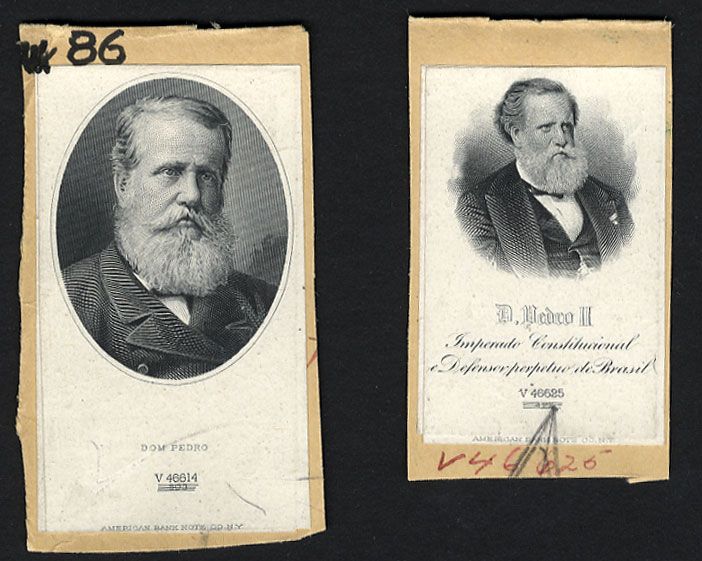 86
DOM PEDRO
V 46614
AMERICAN BANK NOTE CO. N.Y.
D. Pedro II
Imperado Constitucional
e Defensor perpetuo do Brasil
V 46625
AMERICAN BANK NOTE CO. N.Y.
V46625